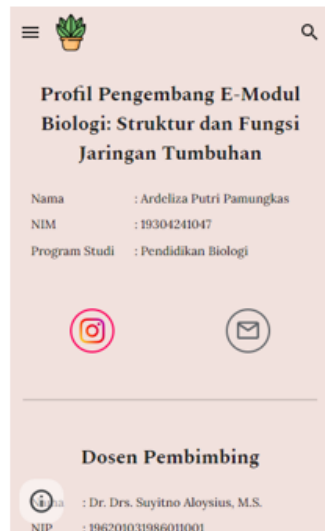 Profil Pengembang E-Modul
Biologi: Struktur dan Fungsi
Jaringan Tumbuhan
Nama : Ardeliza Putri Pamungkas
NIM : 19304241047
Program Studi : Pendidikan Biologi
Dosen Pembimbing
: Dr. Drs. Suyitno Aloysius, M.S.
NIP : 196201031986011001